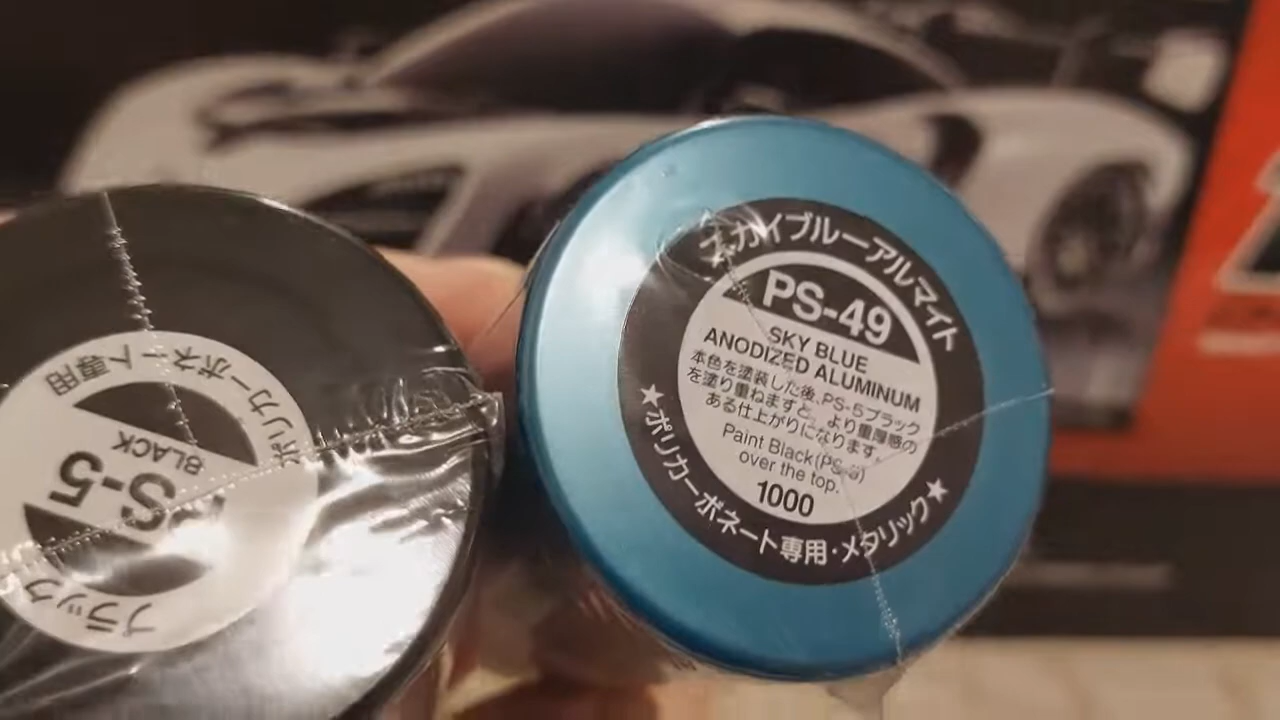 ポリカーボネート専用
S-5
BLACK
ブラック
スカイブルーアルマイト
PS-49
SKY BLUE
ANODIZED ALUMINUM
本色を塗装した後、PS-5ブラック
を塗り重ねますと、より重厚感の
ある仕上がりになります。
Paint Black(PS-5)
over the top.
1000
★ポリカーボネート専用・メタリック★